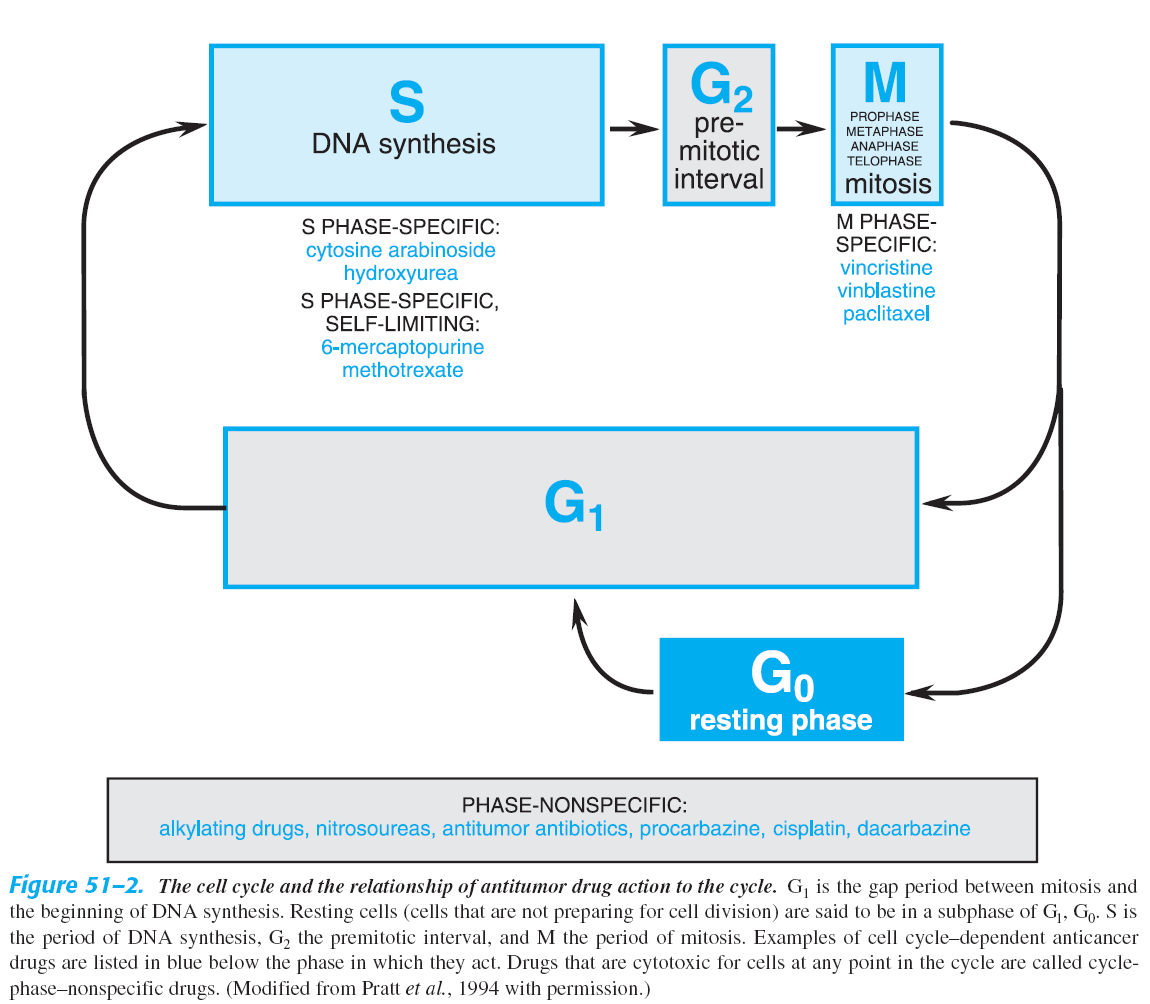 S
DNA synthesis
G₂
pre-
mitotic
interval
M
PROPHASE
METAPHASE
ANAPHASE
TELOPHASE
mitosis
S PHASE-SPECIFIC:
cytosine arabinoside
hydroxyurea
S PHASE-SPECIFIC,
SELF-LIMITING:
6-mercaptopurine
methotrexate
M PHASE-
SPECIFIC:
vincristine
vinblastine
paclitaxel
G₁
G₀
resting phase
PHASE-NONSPECIFIC:
alkylating drugs, nitrosoureas, antitumor antibiotics, procarbazine, cisplatin, dacarbazine
Figure 51–2. The cell cycle and the relationship of antitumor drug action to the cycle. G₁ is the gap period between mitosis and
the beginning of DNA synthesis. Resting cells (cells that are not preparing for cell division) are said to be in a subphase of G₁, G₀. S is
the period of DNA synthesis, G₂ the premitotic interval, and M the period of mitosis. Examples of cell cycle–dependent anticancer
drugs are listed in blue below the phase in which they act. Drugs that are cytotoxic for cells at any point in the cycle are called cycle-
phase–nonspecific drugs. (Modified from Pratt et al., 1994 with permission.)